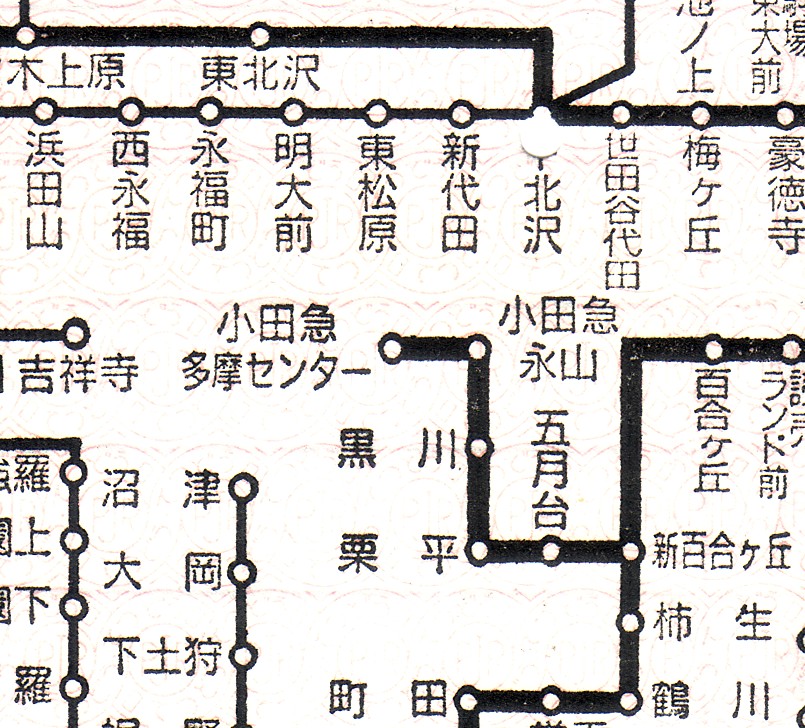 池ノ上
東大前
木上原
東北沢
浜田山
西永福
永福町
明大前
東松原
新代田
北沢
世田谷代田
梅ヶ丘
豪徳寺
吉祥寺
小田急
多摩センター
小田急
永山
百合ヶ丘
ランド前
黒川
五月台
栗平
新百合ヶ丘
柿生
鶴川
町田
羅
上
下
羅
沼津
大岡
下土狩